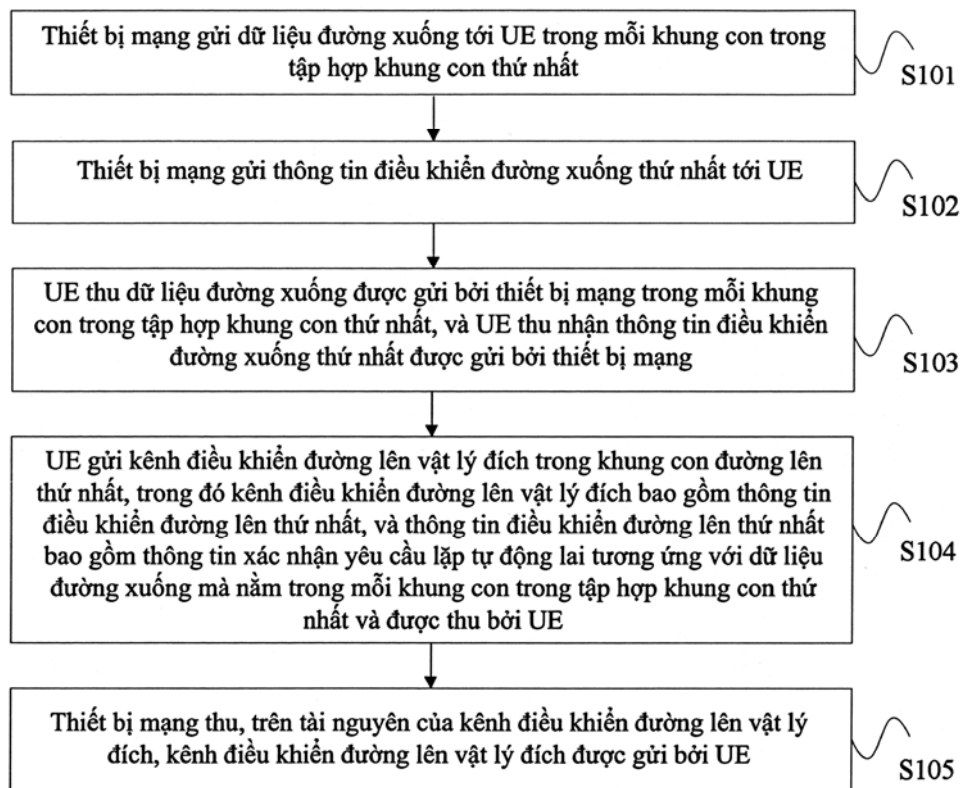 Thiết bị mạng gửi dữ liệu đường xuống tới UE trong mỗi khung con trong
tập hợp khung con thứ nhất
S101
Thiết bị mạng gửi thông tin điều khiển đường xuống thứ nhất tới UE
S102
UE thu dữ liệu đường xuống được gửi bởi thiết bị mạng trong mỗi khung
con trong tập hợp khung con thứ nhất, và UE thu nhận thông tin điều khiển
đường xuống thứ nhất được gửi bởi thiết bị mạng
S103
UE gửi kênh điều khiển đường lên vật lý đích trong khung con đường lên
thứ nhất, trong đó kênh điều khiển đường lên vật lý đích bao gồm thông tin
điều khiển đường lên thứ nhất, và thông tin điều khiển đường lên thứ nhất
bao gồm thông tin xác nhận yêu cầu lặp tự động lai tương ứng với dữ liệu
đường xuống mà nằm trong mỗi khung con trong tập hợp khung con thứ
nhất và được thu bởi UE
S104
Thiết bị mạng thu, trên tài nguyên của kênh điều khiển đường lên vật lý
đích, kênh điều khiển đường lên vật lý đích được gửi bởi UE
S105